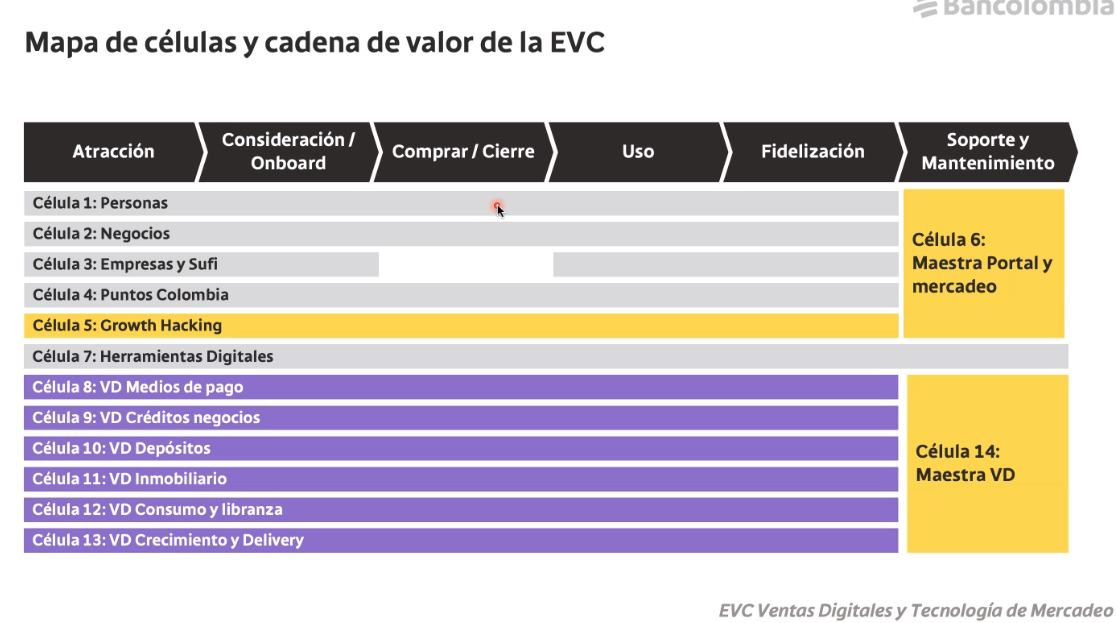 Bancolombia
Mapa de células y cadena de valor de la EVC
Atracción
Consideración /
Onboard
Comprar / Cierre
Uso
Fidelización
Soporte y
Mantenimiento
Célula 1: Personas
Célula 2: Negocios
Célula 3: Empresas y Sufi
Célula 4: Puntos Colombia
Célula 5: Growth Hacking
Célula 6:
Maestra Portal y
mercadeo
Célula 7: Herramientas Digitales
Célula 8: VD Medios de pago
Célula 9: VD Créditos negocios
Célula 10: VD Depósitos
Célula 11: VD Inmobiliario
Célula 12: VD Consumo y libranza
Célula 13: VD Crecimiento y Delivery
Célula 14:
Maestra VD
EVC Ventas Digitales y Tecnología de Mercadeo